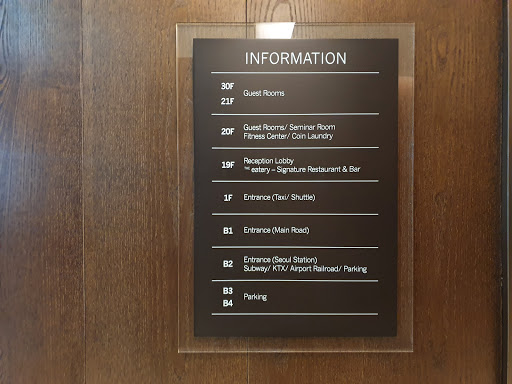 INFORMATION
30F
21F
Guest Rooms
20F
Guest Rooms/ Seminar Room
Fitness Center/ Coin Laundry
19F
Reception Lobby
THE eatery – Signature Restaurant & Bar
1F
Entrance (Taxi/ Shuttle)
B1
Entrance (Main Road)
B2
Entrance (Seoul Station)
Subway/ KTX/ Airport Railroad/ Parking
B3
B4
Parking